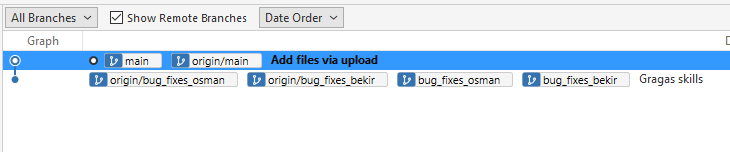 All Branches Show Remote Branches Date Order
Graph
main origin/main Add files via upload
origin/bug_fixes_osman origin/bug_fixes_bekir bug_fixes_osman bug_fixes_bekir Gragas skills